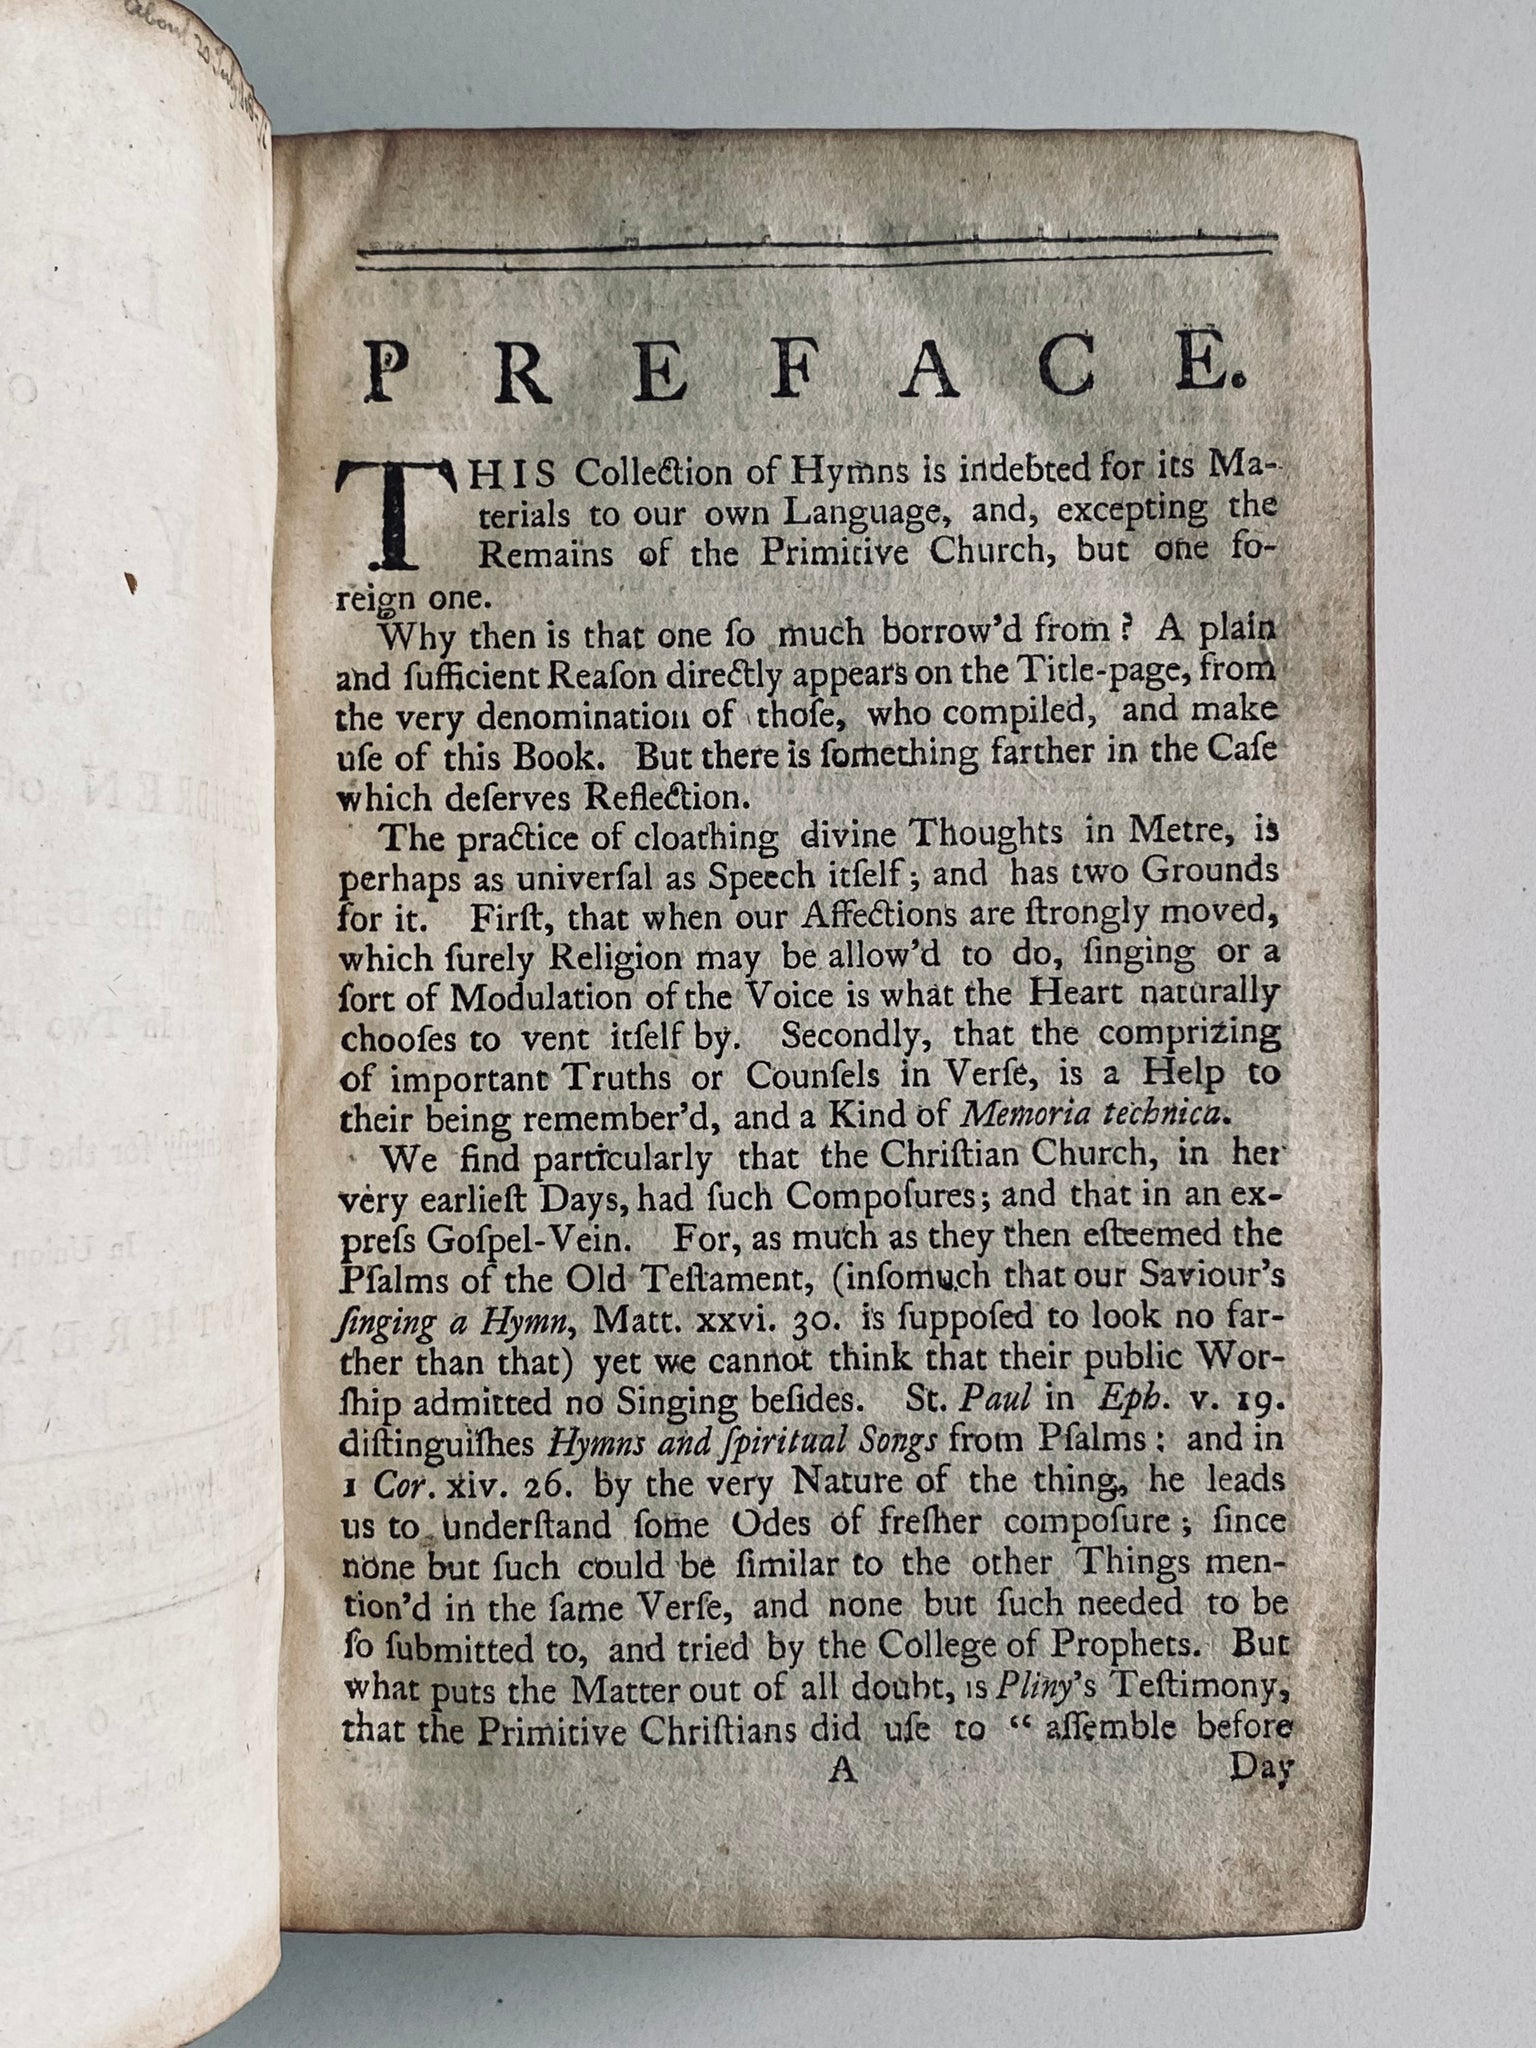 PREFACE.
THIS Collection of Hymns is indebted for its Ma-
terials to our own Language, and, excepting the
Remains of the Primitive Church, but one fo-
reign one.
Why then is that one ſo much borrow'd from? A plain
and ſufficient Reaſon directly appears on the Title-page, from
the very denomination of thoſe, who compiled, and make
uſe of this Book. But there is ſomething farther in the Caſe
which deſerves Reflection.
The practice of cloathing divine Thoughts in Metre, is
perhaps as univerſal as Speech itſelf; and has two Grounds
for it. Firſt, that when our Affections are ſtrongly moved,
which ſurely Religion may be allow'd to do, ſinging or a
ſort of Modulation of the Voice is what the Heart naturally
chooſes to vent itſelf by. Secondly, that the comprizing
of important Truths or Counſels in Verſe, is a Help to
their being remember'd, and a Kind of Memoria technica.
We find particularly that the Chriſtian Church, in her
very earlieſt Days, had ſuch Compoſures; and that in an ex-
preſs Goſpel-Vein. For, as much as they then eſteemed the
Pſalms of the Old Teſtament, (inſomuch that our Saviour's
ſinging a Hymn, Matt. xxvi. 30. is ſuppoſed to look no far-
ther than that) yet we cannot think that their public Wor-
ſhip admitted no Singing beſides. St. Paul in Eph. v. 19.
diſtinguiſhes Hymns and ſpiritual Songs from Pſalms: and in
1 Cor. xiv. 26. by the very Nature of the thing, he leads
us to underſtand ſome Odes of freſher compoſure; ſince
none but ſuch could be ſimilar to the other Things men-
tion'd in the ſame Verſe, and none but ſuch needed to be
ſo ſubmitted to, and tried by the College of Prophets. But
what puts the Matter out of all doubt, is Pliny's Teſtimony,
that the Primitive Chriſtians did uſe to “ aſſemble before
A Day